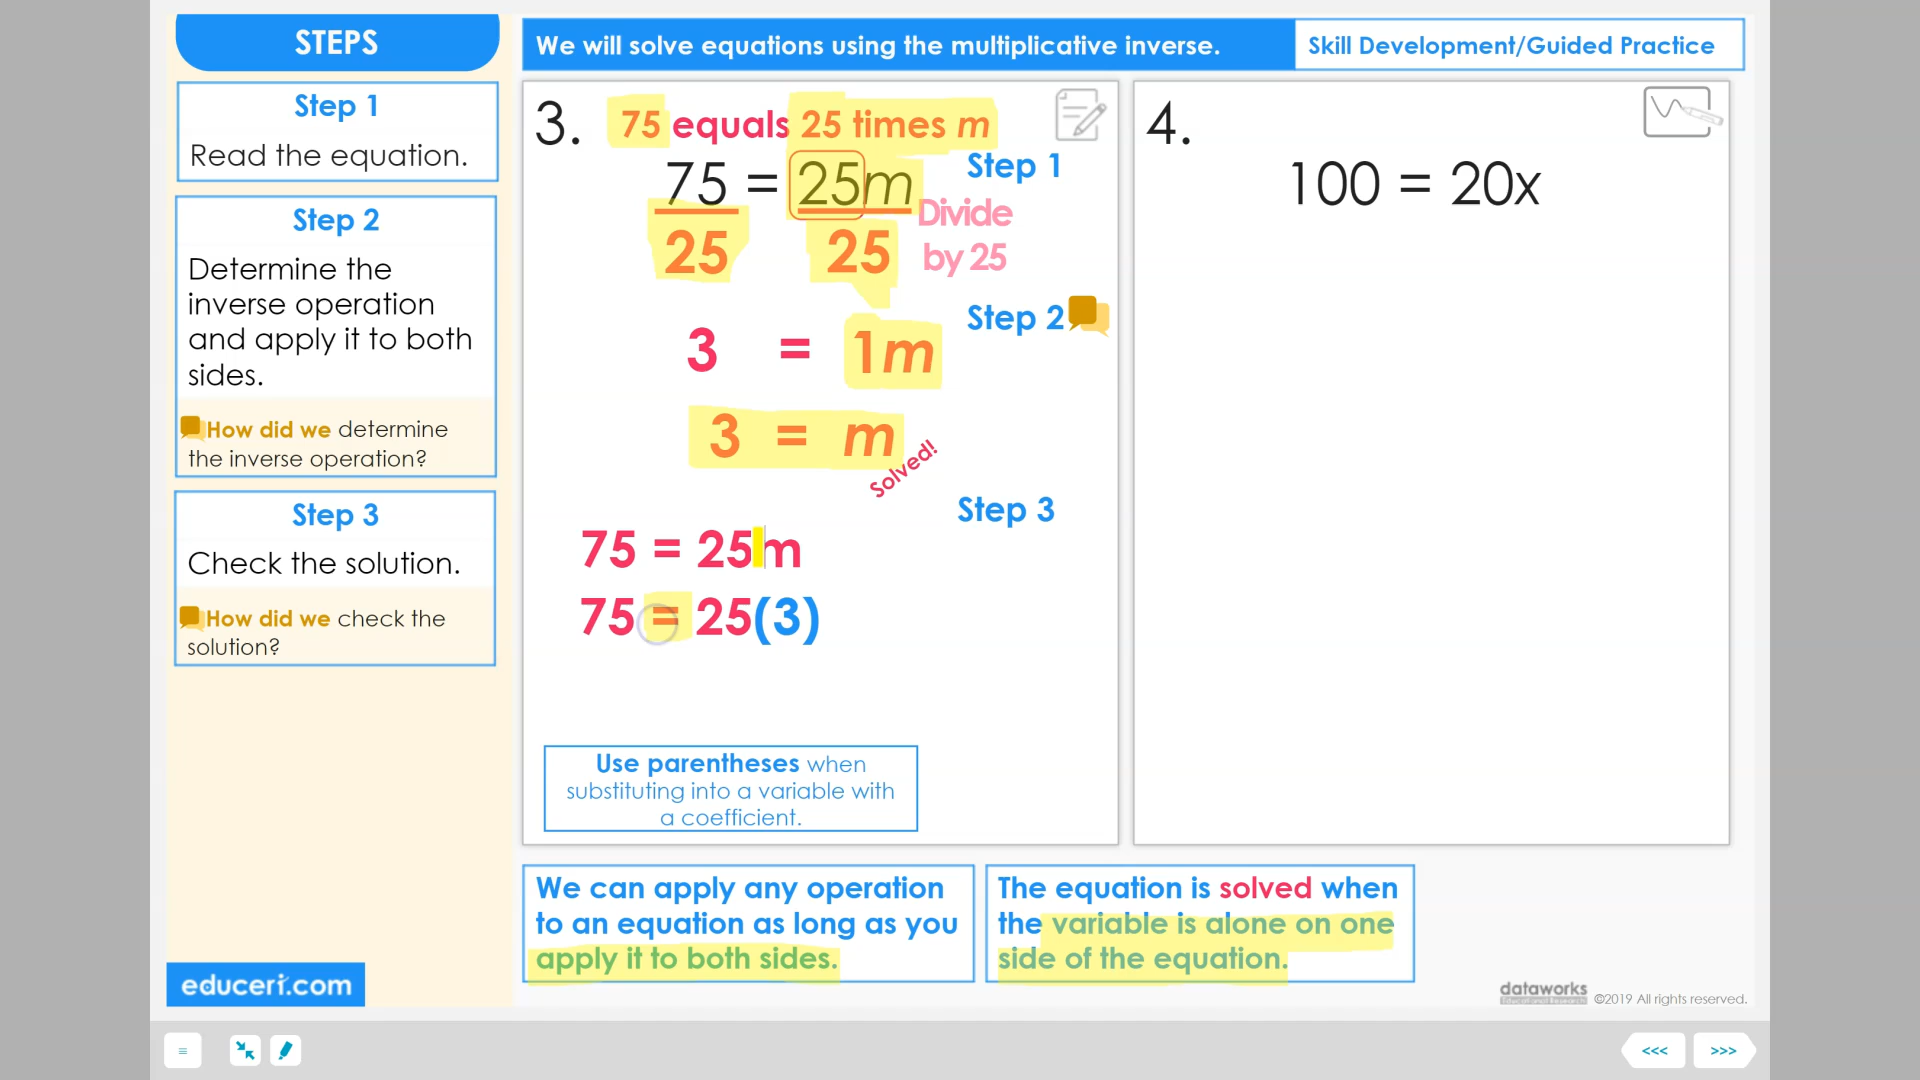 STEPS
We will solve equations using the multiplicative inverse.
Skill Development/Guided Practice
Step 1
Read the equation.
Step 2
Determine the
inverse operation
and apply it to both
sides.
How did we determine
the inverse operation?
Step 3
Check the solution.
How did we check the
solution?
educeri.com
3.
75 equals 25 times m
75 = 25m
Step 1
25 25
Divide
by 25
Step 2
3 = 1m
3 = m
Solved!
Step 3
75 = 25m
75 = 25(3)
Use parentheses when
substituting into a variable with
a coefficient.
4.
100 = 20x
We can apply any operation
to an equation as long as you
apply it to both sides.
The equation is solved when
the variable is alone on one
side of the equation.
dataworks
Educational Research
©2019 All rights reserved.
<<<
>>>